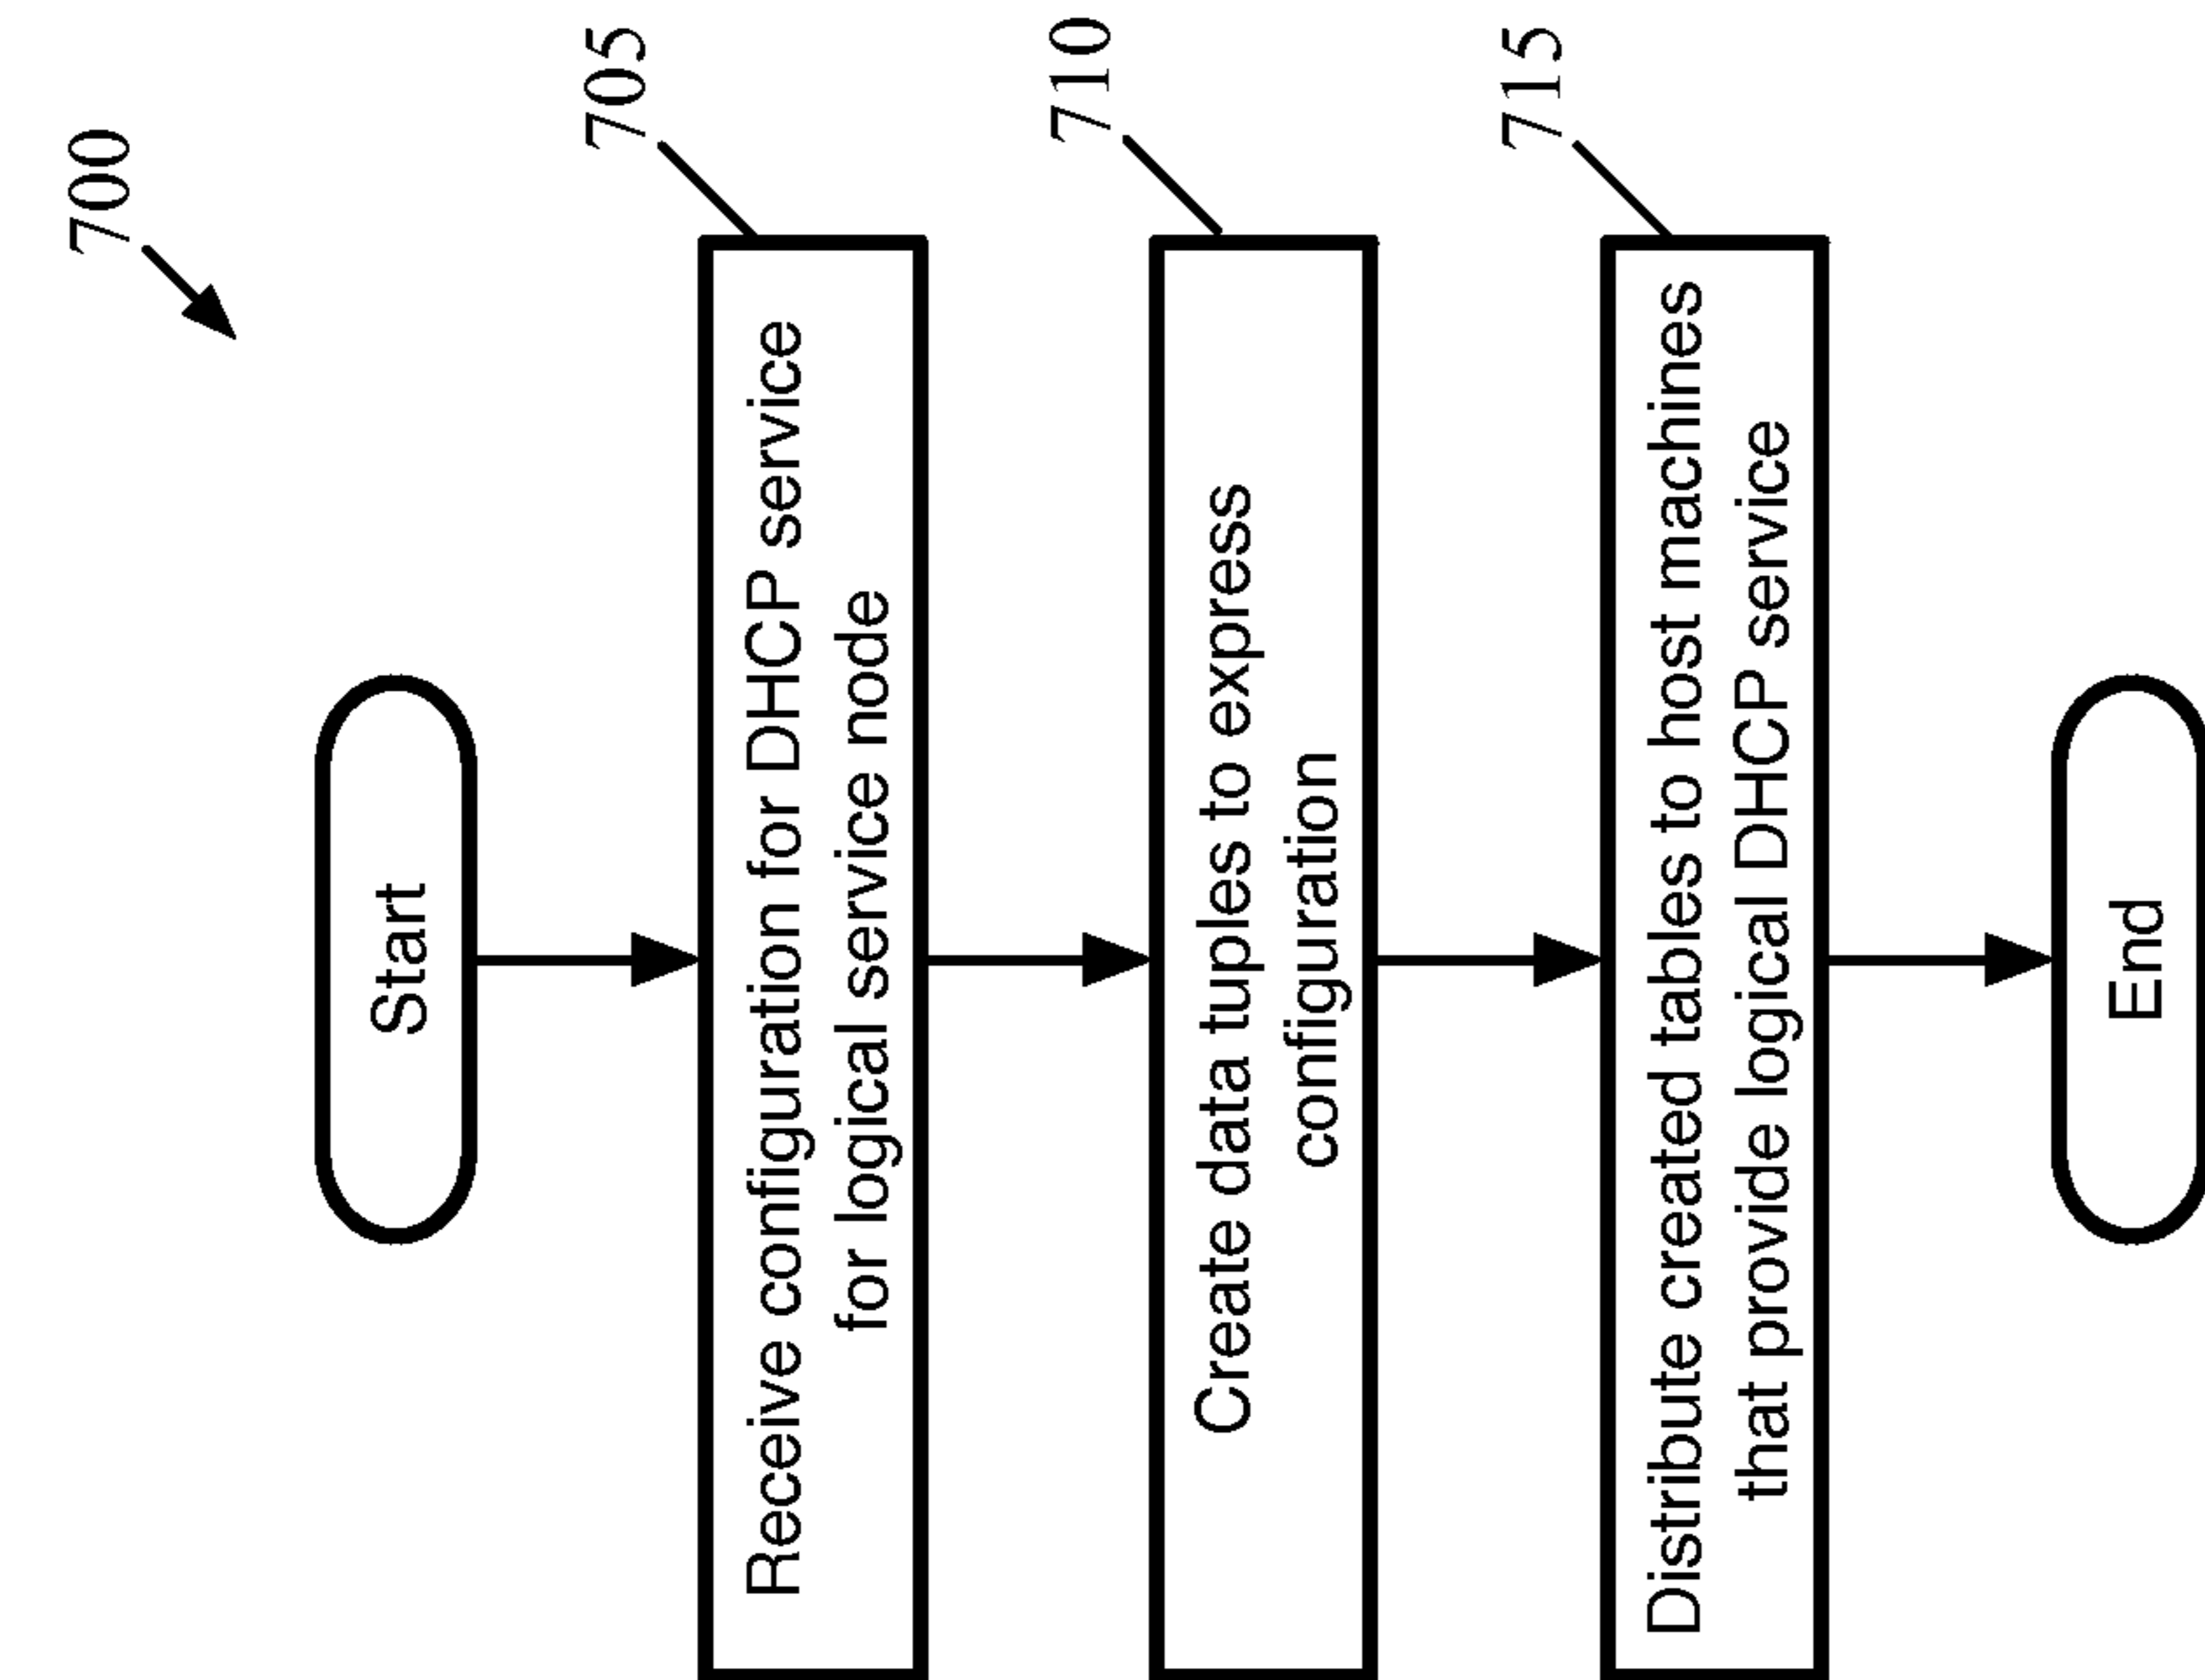 700
Start
705
Receive configuration for DHCP service
for logical service node
710
Create data tuples to express
configuration
715
Distribute created tables to host machines
that provide logical DHCP service
End